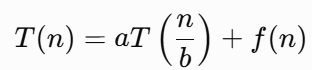 T(n) = aT(n/b) + f(n)